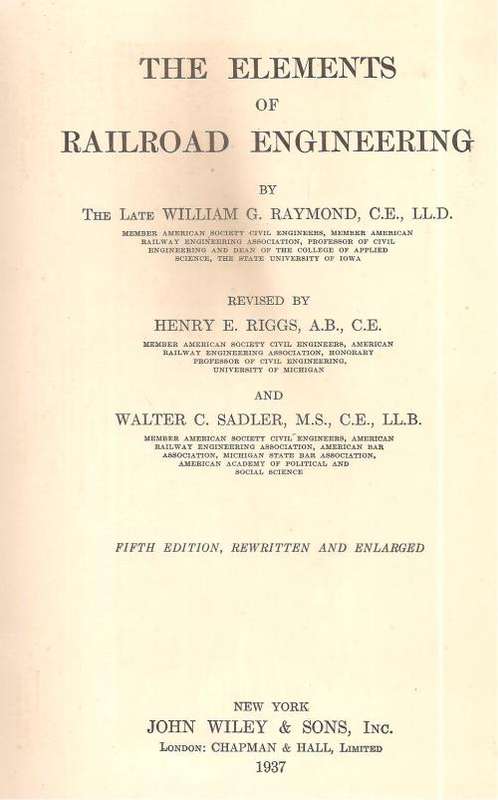 THE ELEMENTS
OF
RAILROAD ENGINEERING
BY
THE LATE WILLIAM G. RAYMOND, C.E., LL.D.
MEMBER AMERICAN SOCIETY CIVIL ENGINEERS, MEMBER AMERICAN
RAILWAY ENGINEERING ASSOCIATION, PROFESSOR OF CIVIL
ENGINEERING AND DEAN OF THE COLLEGE OF APPLIED
SCIENCE, THE STATE UNIVERSITY OF IOWA
REVISED BY
HENRY E. RIGGS, A.B., C.E.
MEMBER AMERICAN SOCIETY CIVIL ENGINEERS, AMERICAN
RAILWAY ENGINEERING ASSOCIATION, HONORARY
PROFESSOR OF CIVIL ENGINEERING,
UNIVERSITY OF MICHIGAN
AND
WALTER C. SADLER, M.S., C.E., LL.B.
MEMBER AMERICAN SOCIETY CIVIL ENGINEERS, AMERICAN
RAILWAY ENGINEERING ASSOCIATION, AMERICAN BAR
ASSOCIATION, MICHIGAN STATE BAR ASSOCIATION,
AMERICAN ACADEMY OF POLITICAL AND
SOCIAL SCIENCE
FIFTH EDITION, REWRITTEN AND ENLARGED
NEW YORK
JOHN WILEY & SONS, INC.
LONDON: CHAPMAN & HALL, LIMITED
1937